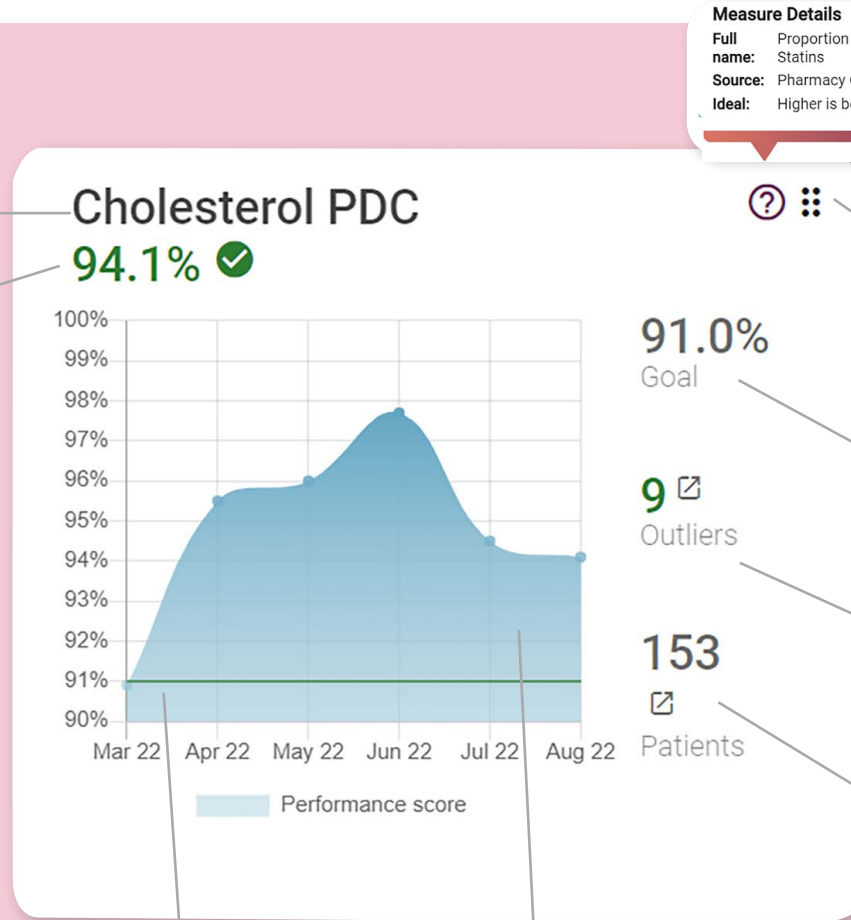 Measure Details
Full name: Proportion
Statins
Source: Pharmacy
Ideal: Higher is
Cholesterol PDC
94.1%
100%
99%
98%
97%
96%
95%
94%
93%
92%
91%
90%
Mar 22 Apr 22 May 22 Jun 22 Jul 22 Aug 22
Performance score
91.0%
Goal
9
Outliers
153
Patients